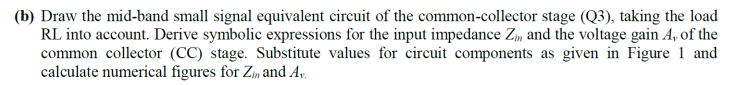 (b) Draw the mid-band small signal equivalent circuit of the common-collector stage (Q3), taking the load
RL into account. Derive symbolic expressions for the input impedance Zin and the voltage gain Av of the
common collector (CC) stage. Substitute values for circuit components as given in Figure 1 and
calculate numerical figures for Zin and Av.